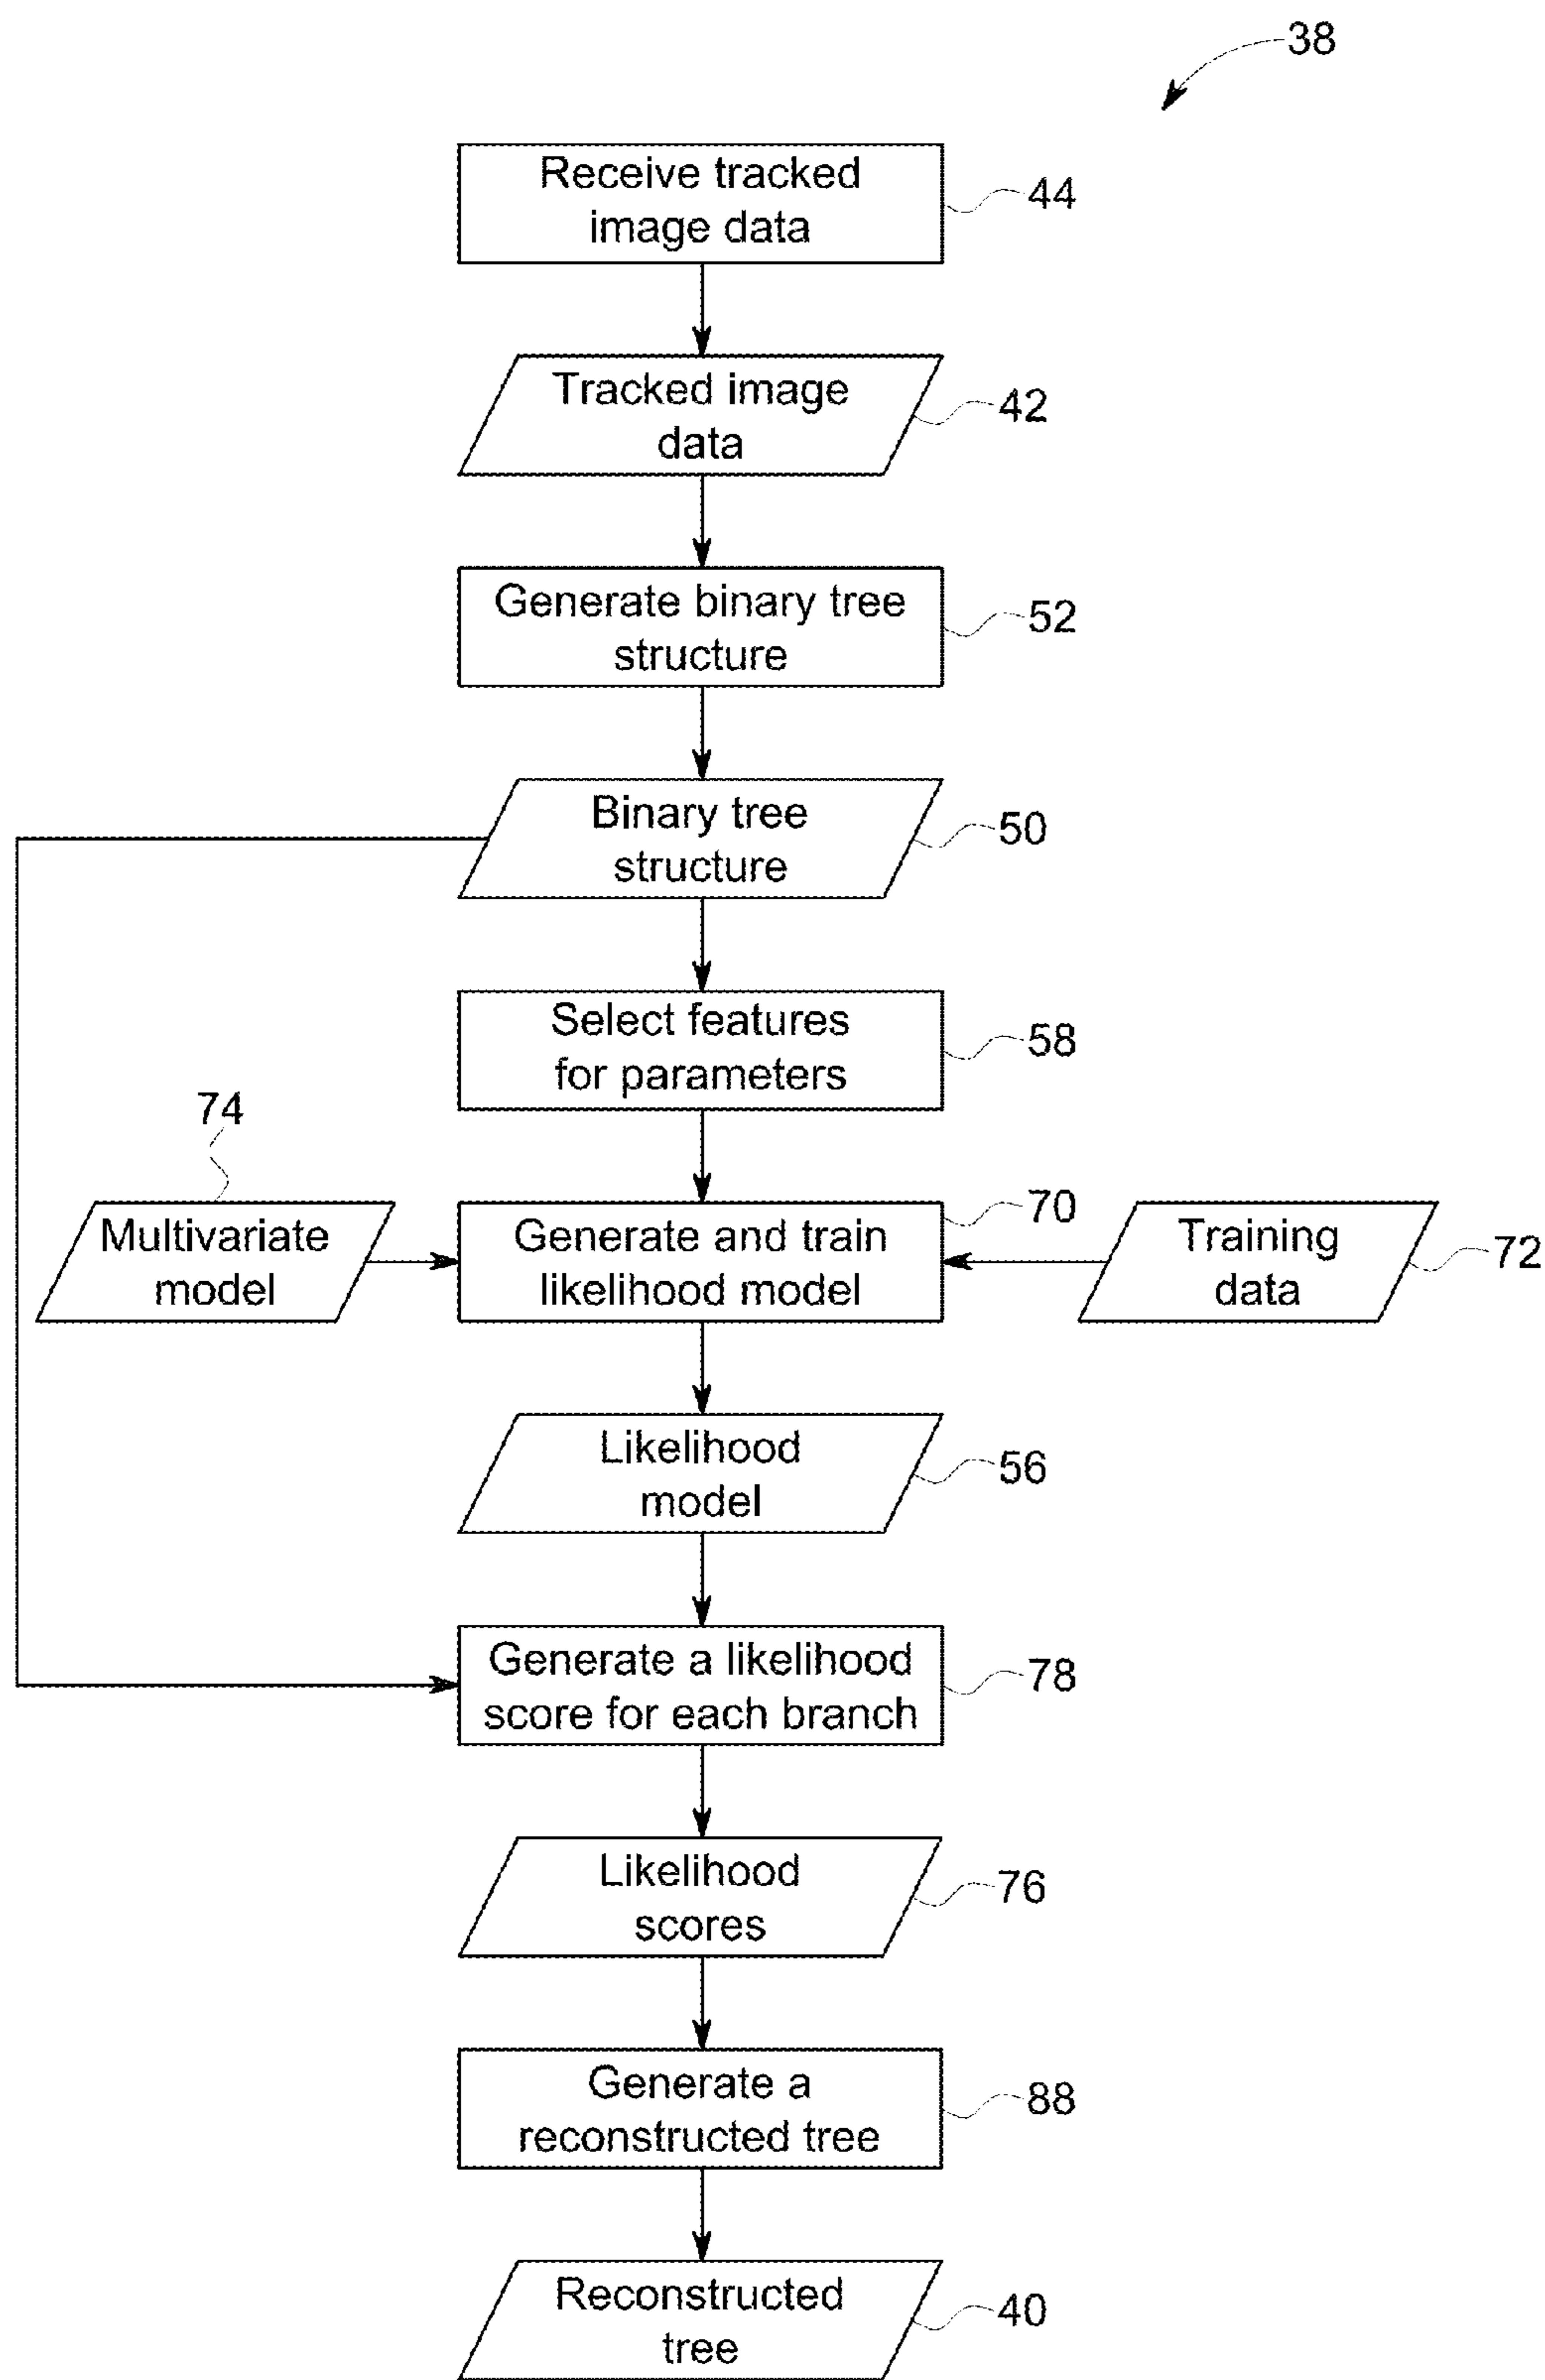 38
Receive tracked
image data
44
Tracked image
data
42
Generate binary tree
structure
52
Binary tree
structure
50
Select features
for parameters
58
74
Multivariate
model
Generate and train
likelihood model
70
Training
data
72
Likelihood
model
56
Generate a likelihood
score for each branch
78
Likelihood
scores
76
Generate a
reconstructed tree
88
Reconstructed
tree
40